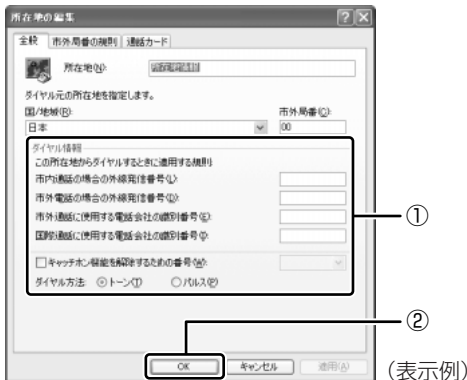 所在地の編集
全般 市外局番の規則 通話カード
所在地(N):
ダイヤル元の所在地を指定します。
国/地域(R): 市外局番(C):
日本 00
ダイヤル情報
この所在地からダイヤルするときに適用する規則
市内通話の場合の外線発信番号(L):
市外電話の場合の外線発信番号(D):
市外通話に使用する電話会社の識別番号(E):
国際通話に使用する電話会社の識別番号(I):
①
キャッチホン機能を解除するための番号(W):
ダイヤル方法: トーン(T) パルス(P)
②
OK キャンセル 適用(A)
(表示例)